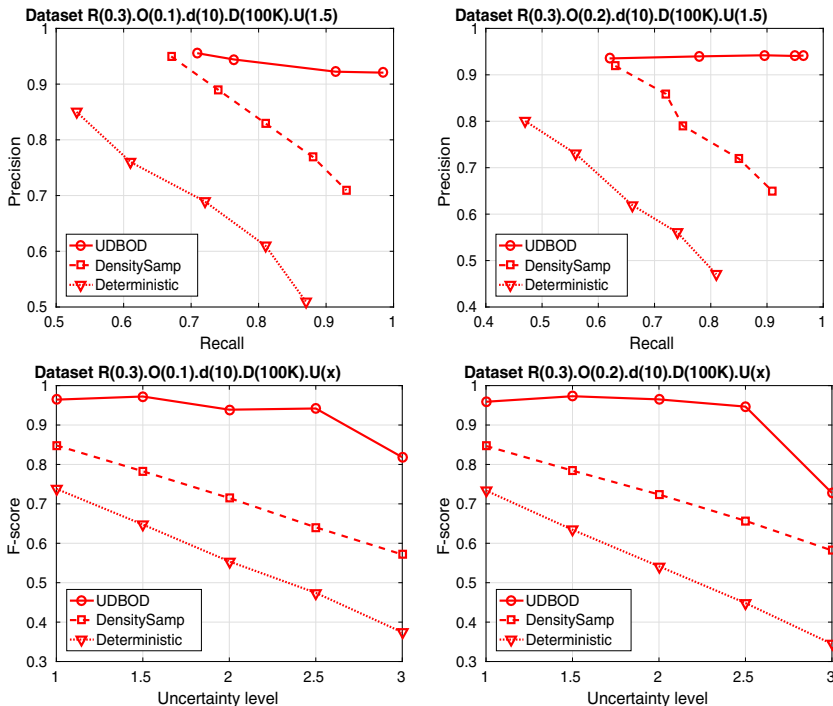 Dataset R(0.3).O(0.1).d(10).D(100K).U(1.5)
1
0.9
0.8
0.7
0.6
0.5
Precision
UDBOD
DensitySamp
Deterministic
0.5 0.6 0.7 0.8 0.9 1
Recall
Dataset R(0.3).O(0.2).d(10).D(100K).U(1.5)
1
0.9
0.8
0.7
0.6
0.5
0.4
Precision
UDBOD
DensitySamp
Deterministic
0.4 0.5 0.6 0.7 0.8 0.9 1
Recall
Dataset R(0.3).O(0.1).d(10).D(100K).U(x)
1
0.9
0.8
0.7
0.6
0.5
0.4
0.3
F-score
UDBOD
DensitySamp
Deterministic
1 1.5 2 2.5 3
Uncertainty level
Dataset R(0.3).O(0.2).d(10).D(100K).U(x)
1
0.9
0.8
0.7
0.6
0.5
0.4
0.3
F-score
UDBOD
DensitySamp
Deterministic
1 1.5 2 2.5 3
Uncertainty level